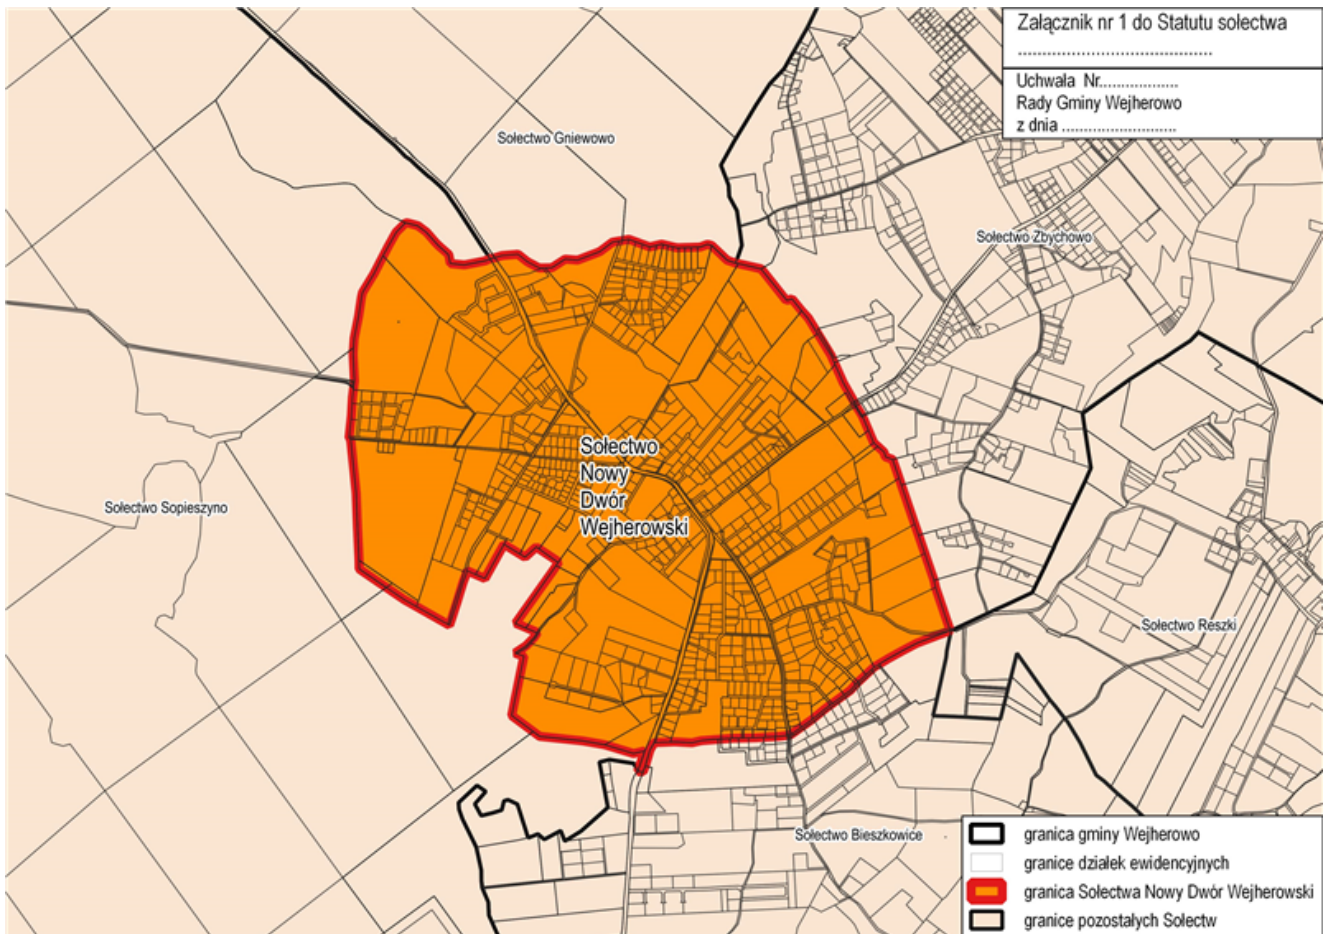 Załącznik nr 1 do Statutu sołectwa
..........................................
Uchwała Nr..................
Rady Gminy Wejherowo
z dnia ..........................
Sołectwo Gniewowo
Sołectwo Zbychowo
Sołectwo
Nowy
Dwór
Wejherowski
Sołectwo Sopieszyno
Sołectwo Reszki
Sołectwo Bieszkowice
granica gminy Wejherowo
granice działek ewidencyjnych
granica Sołectwa Nowy Dwór Wejherowski
granice pozostałych Sołectw